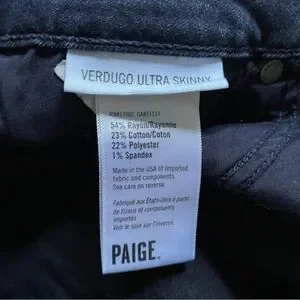 VERDUGO ULTRA SKINNY
54% Rayon/Rayonne
23% Cotton/Coton
22% Polyester
1% Spandex
Made in the USA of Imported
fabric and components.
See care on reverse.
Fabriqué aux États-Unis à partir
de tissus et composants
importés
Voir le soin sur l'inverse.
PAIGE.